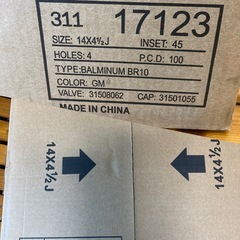 311 17123
SIZE: 14X4½J INSET: 45
HOLES: 4 P.C.D: 100
TYPE:BALMINUM BR10
COLOR: GM
VALVE: 31508062 CAP: 31501055
MADE IN CHINA
14X4½J
14X4½J